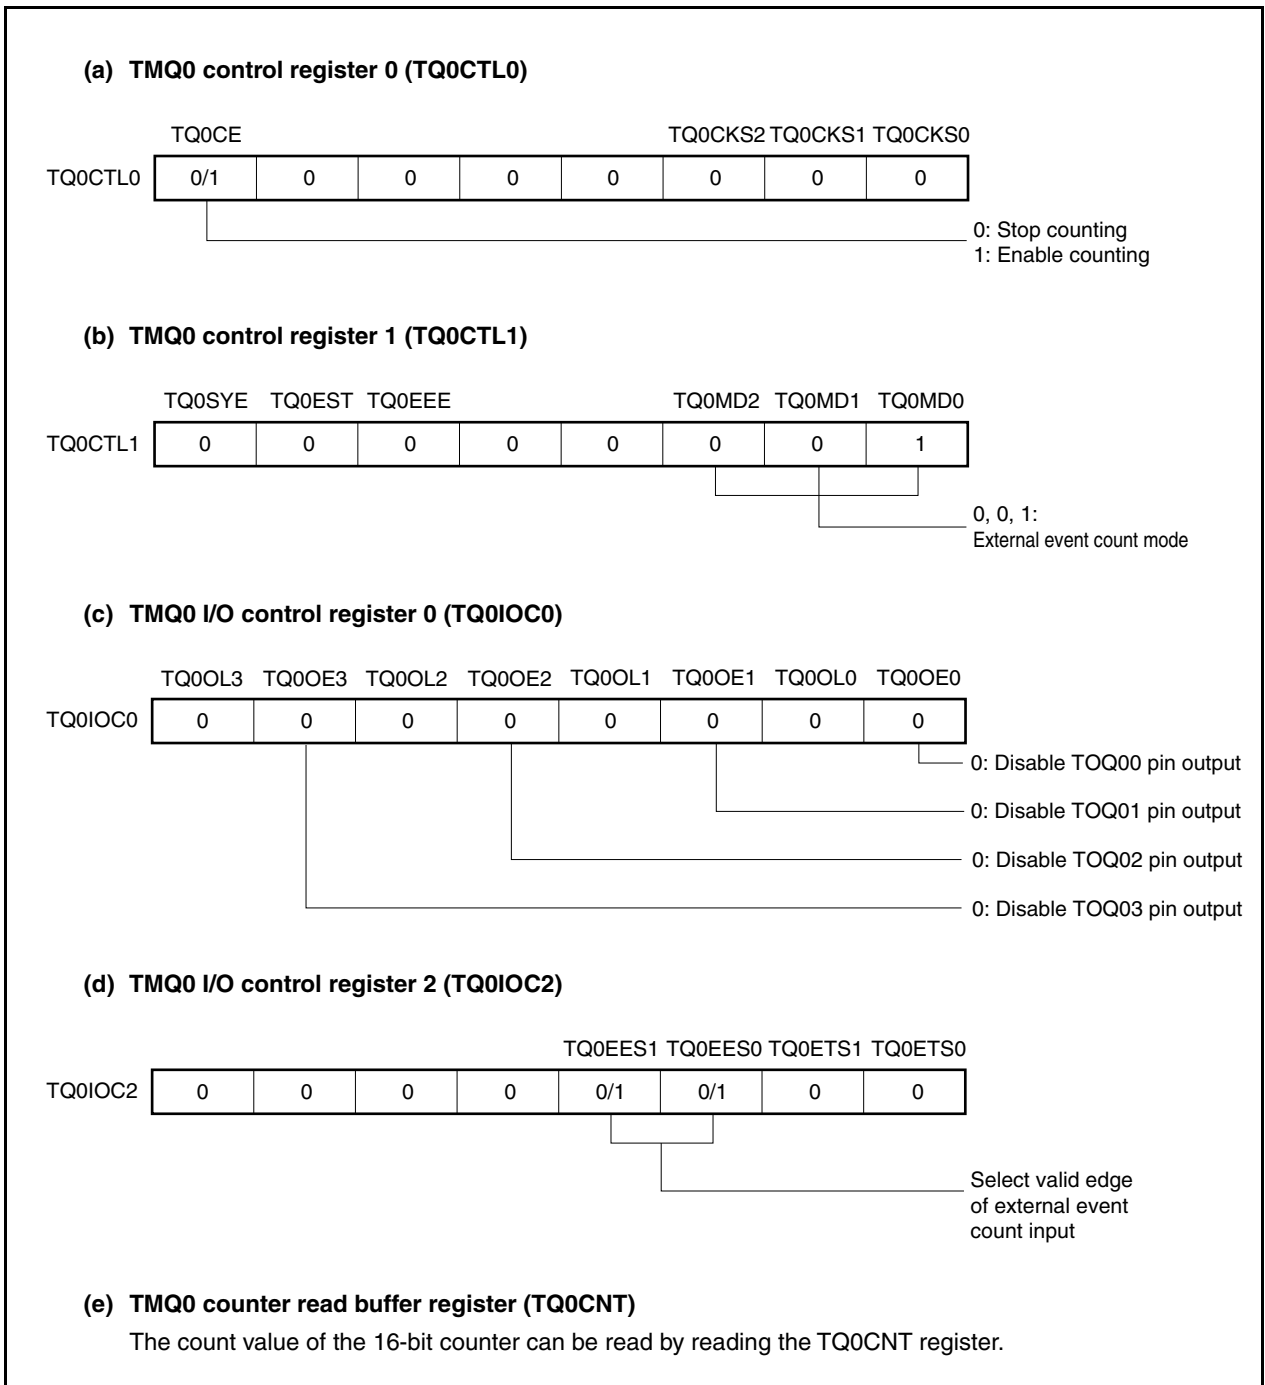 (a) TMQ0 control register 0 (TQ0CTL0)
TQ0CE TQ0CKS2 TQ0CKS1 TQ0CKS0
TQ0CTL0 0/1 0 0 0 0 0 0 0
0: Stop counting
1: Enable counting
(b) TMQ0 control register 1 (TQ0CTL1)
TQ0SYE TQ0EST TQ0EEE TQ0MD2 TQ0MD1 TQ0MD0
TQ0CTL1 0 0 0 0 0 0 0 1
0, 0, 1:
External event count mode
(c) TMQ0 I/O control register 0 (TQ0IOC0)
TQ0OL3 TQ0OE3 TQ0OL2 TQ0OE2 TQ0OL1 TQ0OE1 TQ0OL0 TQ0OE0
TQ0IOC0 0 0 0 0 0 0 0 0
0: Disable TOQ00 pin output
0: Disable TOQ01 pin output
0: Disable TOQ02 pin output
0: Disable TOQ03 pin output
(d) TMQ0 I/O control register 2 (TQ0IOC2)
TQ0EES1 TQ0EES0 TQ0ETS1 TQ0ETS0
TQ0IOC2 0 0 0 0 0/1 0/1 0 0
Select valid edge
of external event
count input
(e) TMQ0 counter read buffer register (TQ0CNT)
The count value of the 16-bit counter can be read by reading the TQ0CNT register.